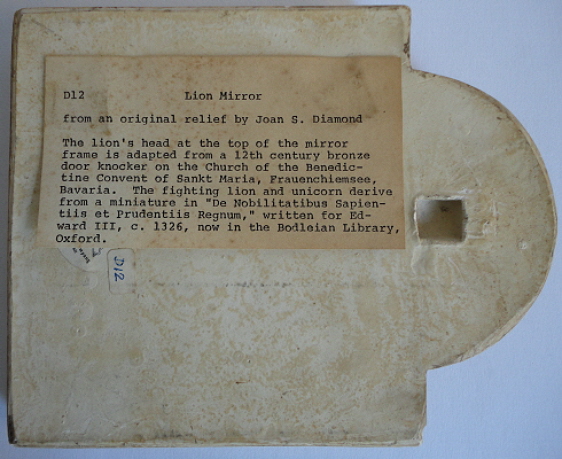 D12 Lion Mirror
from an original relief by Joan S. Diamond
The lion's head at the top of the mirror
frame is adapted from a 12th century bronze
door knocker on the Church of the Benedic-
tine Convent of Sankt Maria, Frauenchiemsee,
Bavaria. The fighting lion and unicorn derive
from a miniature in "De Nobilitatibus Sapien-
tiis et Prudentiis Regnum," written for Ed-
ward III, c. 1326, now in the Bodleian Library,
Oxford.
D12